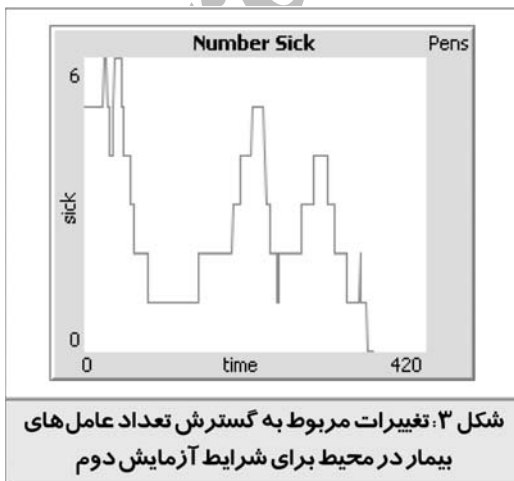 Number Sick
Pens
6
sick
0
0 time 420
شکل ۳: تغییرات مربوط به گسترش تعداد عامل‌های
بیمار در محیط برای شرایط آزمایش دوم